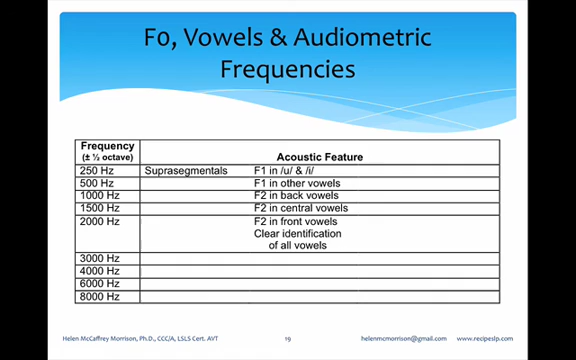 F0, Vowels & Audiometric
Frequencies
Frequency
(± ½ octave)
Acoustic Feature
250 Hz Suprasegmentals F1 in /u/ & /i/
500 Hz F1 in other vowels
1000 Hz F2 in back vowels
1500 Hz F2 in central vowels
2000 Hz F2 in front vowels
Clear identification
of all vowels
3000 Hz
4000 Hz
6000 Hz
8000 Hz
Helen McCaffrey Morrison, Ph.D., CCC/A, LSLS Cert. AVT 19 helenmcmorrison@gmail.com www.recipeslp.com